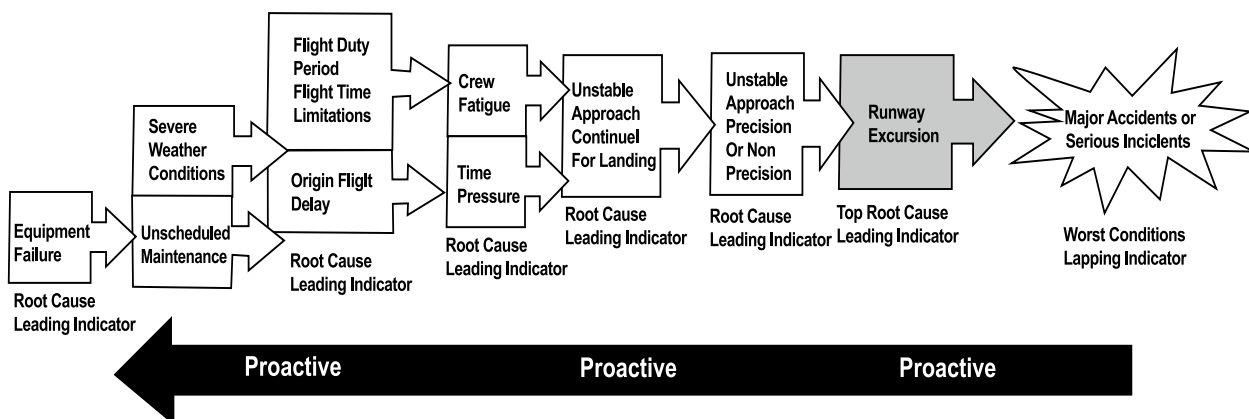 Equipment
Failure
Root Cause
Leading Indicator
Severe
Weather
Conditions
Unscheduled
Maintenance
Flight Duty
Period
Flight Time
Limitations
Origin Fliglt
Delay
Root Cause
Leading Indicator
Crew
Fatigue
Time
Pressure
Root Cause
Leading Indicator
Unstable
Approach
Continuel
For Landing
Root Cause
Leading Indicator
Unstable
Approach
Precision
Or Non
Precision
Root Cause
Leading Indicator
Runway
Excursion
Top Root Cause
Leading Indicator
Major Accidents or
Serious Incicients
Worst Conditions
Lapping Indicator
Proactive
Proactive
Proactive